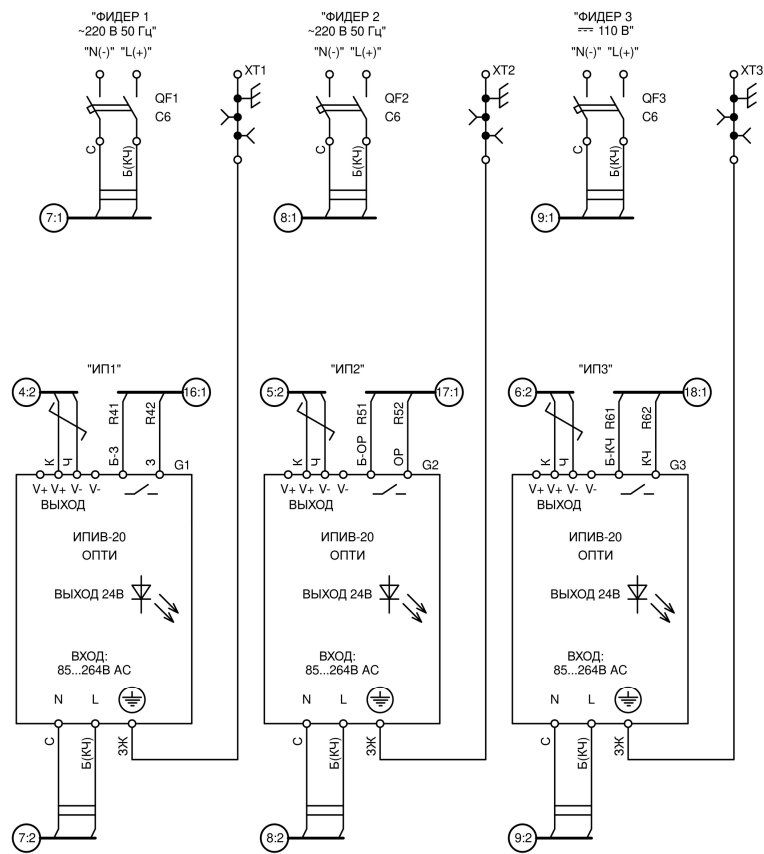 "ФИДЕР 1
~220 В 50 Гц"
"N(-)" "L(+)"
QF1
C6
С
Б(КЧ)
7:1
XT1
"ФИДЕР 2
~220 В 50 Гц"
"N(-)" "L(+)"
QF2
C6
С
Б(КЧ)
8:1
XT2
"ФИДЕР 3
110 В"
"N(-)" "L(+)"
QF3
C6
С
Б(КЧ)
9:1
XT3
"ИП1"
4:2
16:1
R41
R42
К
Ч
Б-З
З
G1
V+ V+ V- V-
ВЫХОД
ИПИВ-20
ОПТИ
ВЫХОД 24В
ВХОД:
85...264В AC
N
L
С
Б(КЧ)
ЗЖ
7:2
"ИП2"
5:2
17:1
R51
R52
К
Ч
Б-ОР
ОР
G2
V+ V+ V- V-
ВЫХОД
ИПИВ-20
ОПТИ
ВЫХОД 24В
ВХОД:
85...264В AC
N
L
С
Б(КЧ)
ЗЖ
8:2
"ИП3"
6:2
18:1
R61
R62
К
Ч
Б-КЧ
КЧ
G3
V+ V+ V- V-
ВЫХОД
ИПИВ-20
ОПТИ
ВЫХОД 24В
ВХОД:
85...264В AC
N
L
С
Б(КЧ)
ЗЖ
9:2